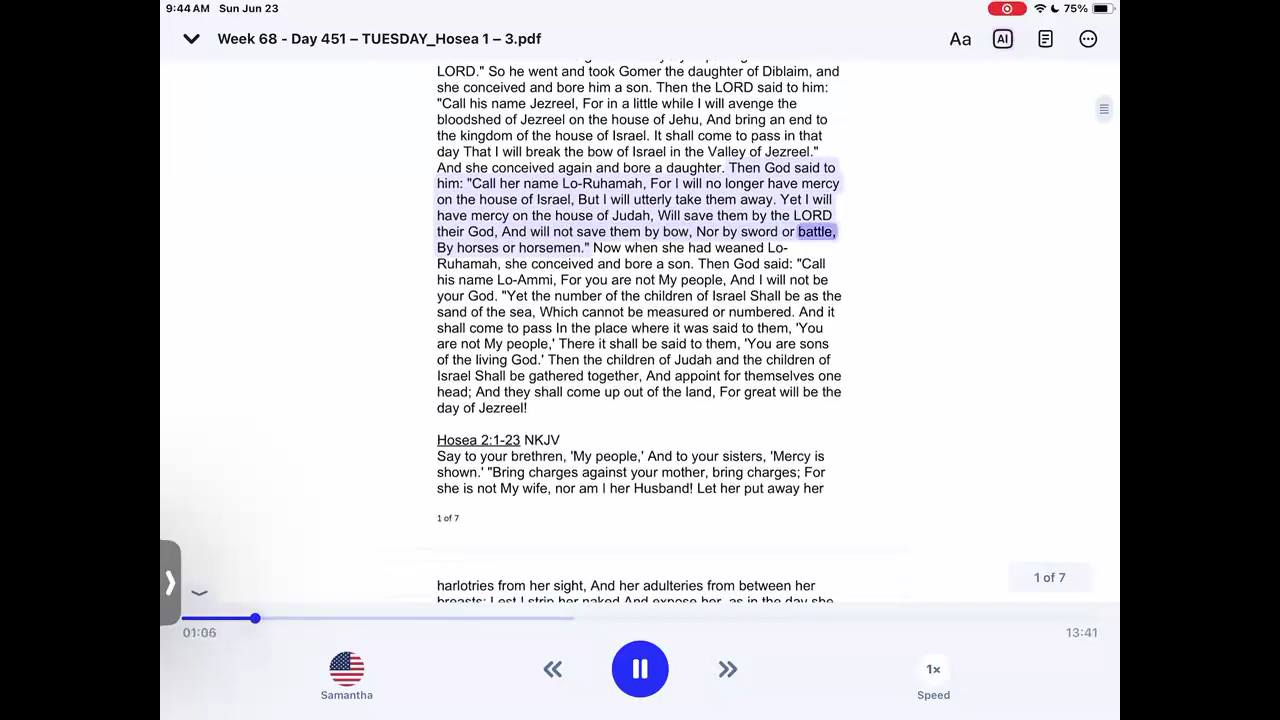 9:44 AM Sun Jun 23
75%
Week 68 - Day 451 – TUESDAY_Hosea 1 – 3.pdf
Aa
AI
LORD." So he went and took Gomer the daughter of Diblaim, and
she conceived and bore him a son. Then the LORD said to him:
"Call his name Jezreel, For in a little while I will avenge the
bloodshed of Jezreel on the house of Jehu, And bring an end to
the kingdom of the house of Israel. It shall come to pass in that
day That I will break the bow of Israel in the Valley of Jezreel."
And she conceived again and bore a daughter. Then God said to
him: "Call her name Lo-Ruhamah, For I will no longer have mercy
on the house of Israel, But I will utterly take them away. Yet I will
have mercy on the house of Judah, Will save them by the LORD
their God, And will not save them by bow, Nor by sword or battle,
By horses or horsemen." Now when she had weaned Lo-
Ruhamah, she conceived and bore a son. Then God said: "Call
his name Lo-Ammi, For you are not My people, And I will not be
your God. "Yet the number of the children of Israel Shall be as the
sand of the sea, Which cannot be measured or numbered. And it
shall come to pass In the place where it was said to them, 'You
are not My people,' There it shall be said to them, 'You are sons
of the living God.' Then the children of Judah and the children of
Israel Shall be gathered together, And appoint for themselves one
head; And they shall come up out of the land, For great will be the
day of Jezreel!
Hosea 2:1-23 NKJV
Say to your brethren, 'My people,' And to your sisters, 'Mercy is
shown.' "Bring charges against your mother, bring charges; For
she is not My wife, nor am I her Husband! Let her put away her
1 of 7
harlotries from her sight, And her adulteries from between her
breasts; Lest I strip her naked And expose her, as in the day she
1 of 7
01:06
13:41
Samantha
1×
Speed